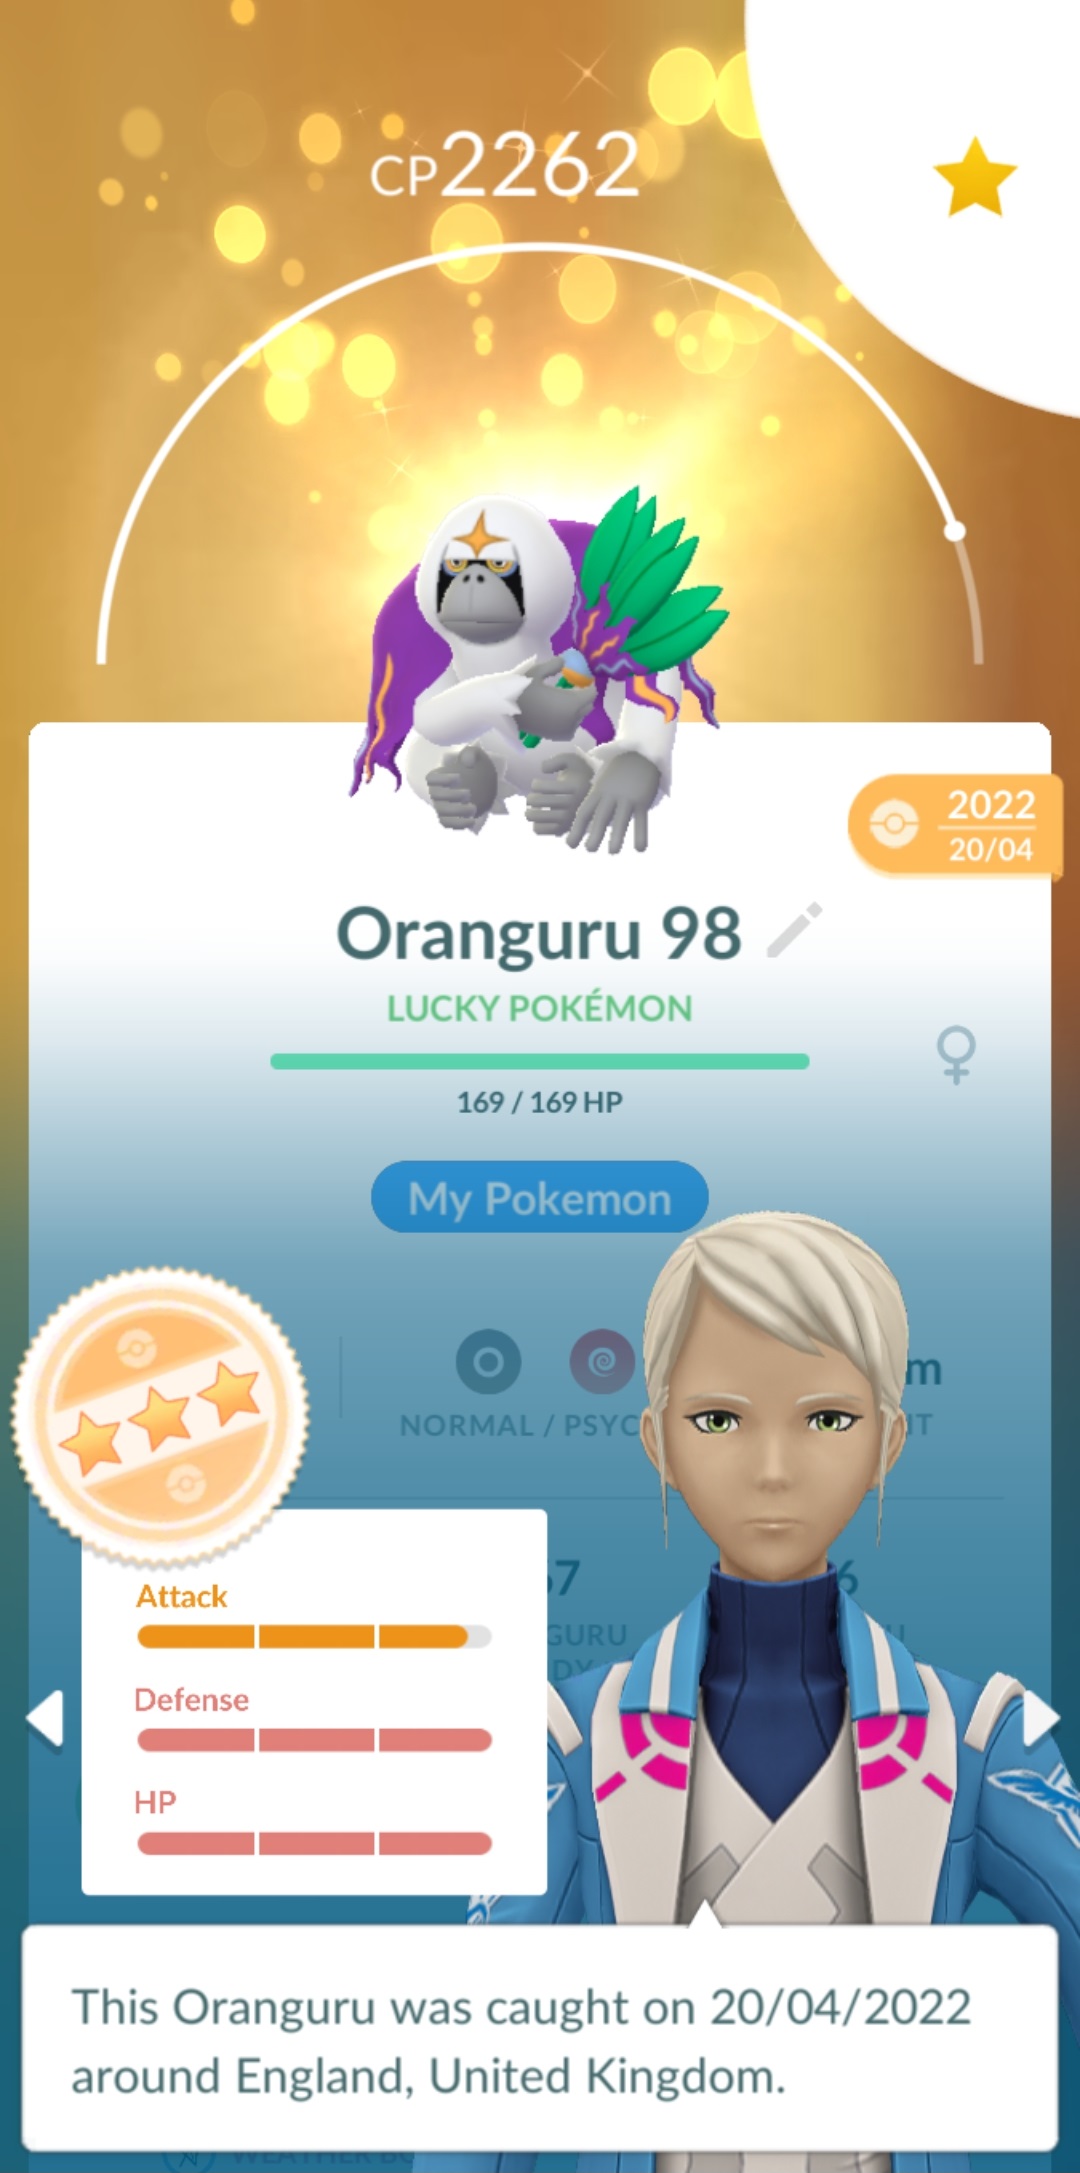 CP2262
2022
20/04
Oranguru 98
LUCKY POKÉMON
169 / 169 HP
My Pokemon
m
NORMAL /
Attack
Defense
HP
This Oranguru was caught on 20/04/2022
around England, United Kingdom.
WEATHER